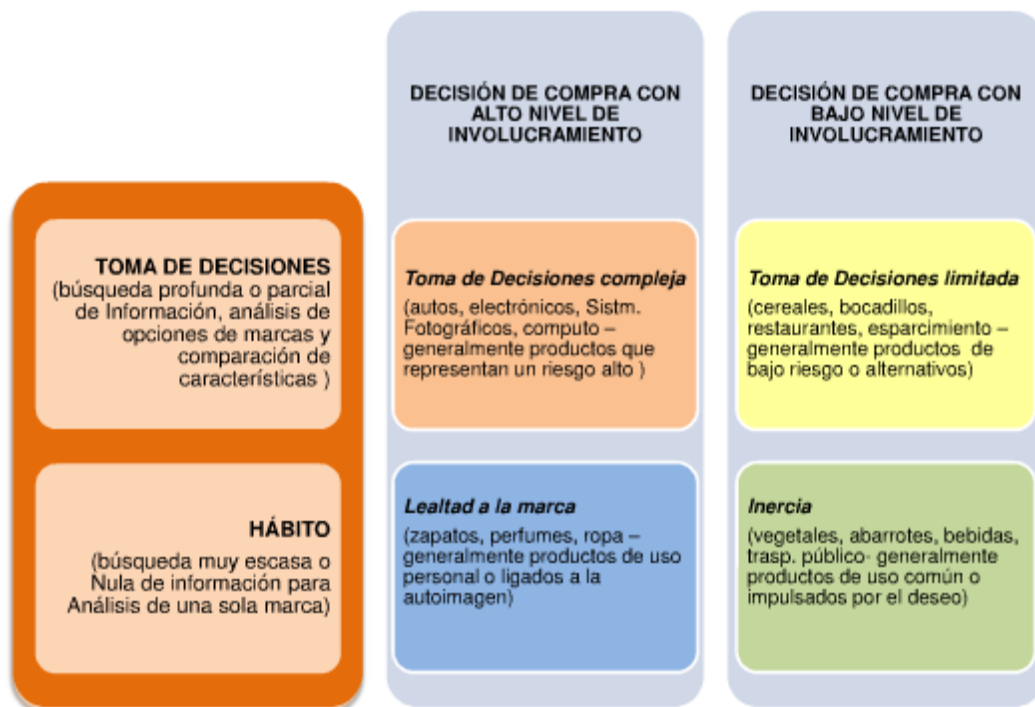 DECISIÓN DE COMPRA CON
ALTO NIVEL DE
INVOLUCRAMIENTO
DECISIÓN DE COMPRA CON
BAJO NIVEL DE
INVOLUCRAMIENTO
TOMA DE DECISIONES
(búsqueda profunda o parcial
de Información, análisis de
opciones de marcas y
comparación de
características )
Toma de Decisiones compleja
(autos, electrónicos, Sistm.
Fotográficos, computo –
generalmente productos que
representan un riesgo alto )
Toma de Decisiones limitada
(cereales, bocadillos,
restaurantes, esparcimiento –
generalmente productos de
bajo riesgo o alternativos)
HÁBITO
(búsqueda muy escasa o
Nula de información para
Análisis de una sola marca)
Lealtad a la marca
(zapatos, perfumes, ropa –
generalmente productos de uso
personal o ligados a la
autoimagen)
Inercia
(vegetales, abarrotes, bebidas,
trasp. público- generalmente
productos de uso común o
impulsados por el deseo)